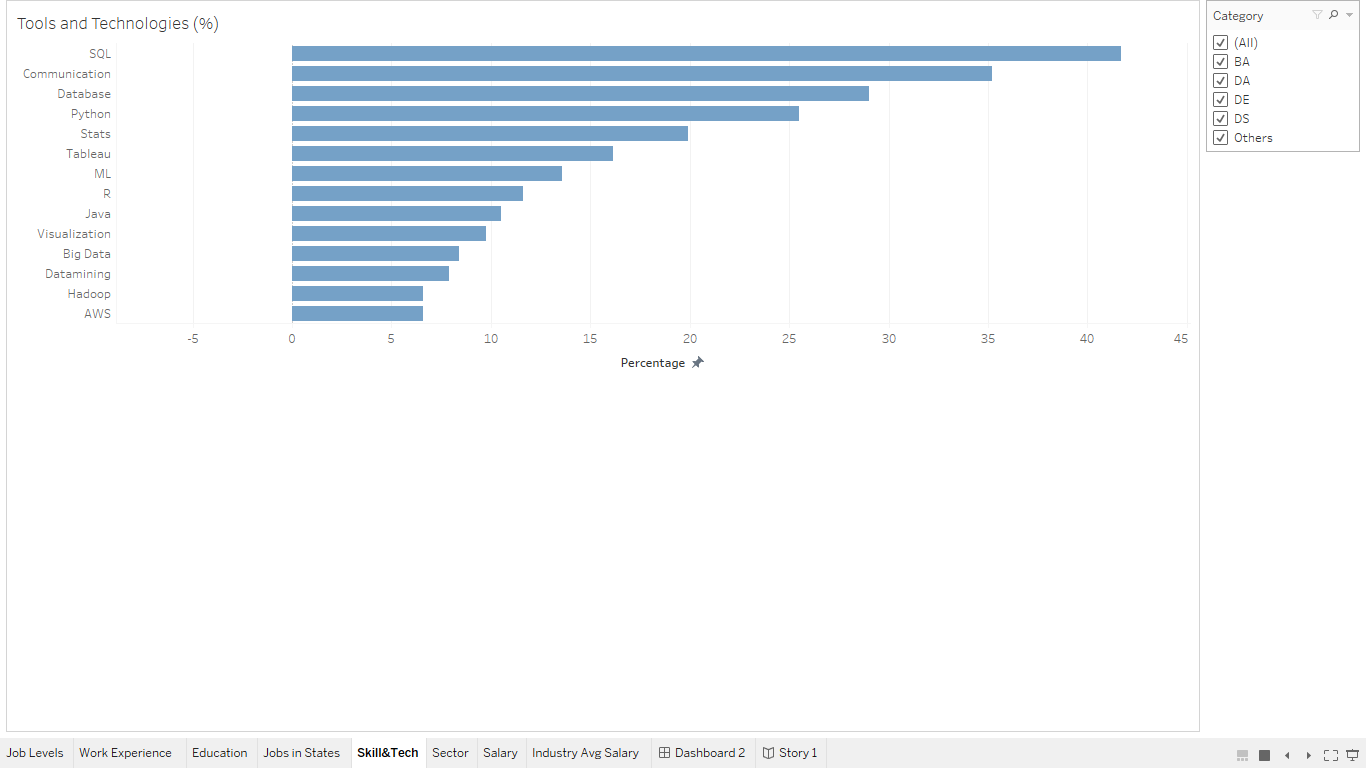 Tools and Technologies (%)
SQL
Communication
Database
Python
Stats
Tableau
ML
R
Java
Visualization
Big Data
Datamining
Hadoop
AWS
-5 0 5 10 15 20 25 30 35 40 45
Percentage
Category
(All)
BA
DA
DE
DS
Others
Job Levels Work Experience Education Jobs in States Skill&Tech Sector Salary Industry Avg Salary Dashboard 2 Story 1